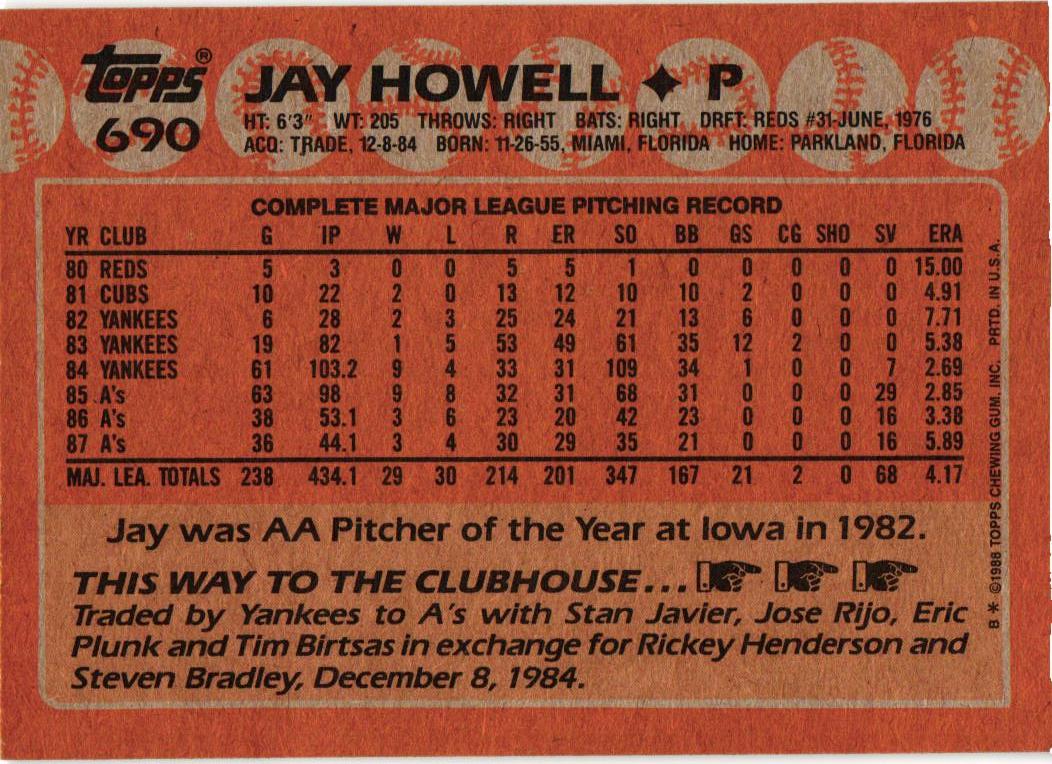 topps®
690
JAY HOWELL ✦ P
HT: 6'3" WT: 205 THROWS: RIGHT BATS: RIGHT DRFT: REDS #31-JUNE, 1976
ACQ: TRADE, 12-8-84 BORN: 11-26-55, MIAMI, FLORIDA HOME: PARKLAND, FLORIDA
COMPLETE MAJOR LEAGUE PITCHING RECORD
YR CLUB G IP W L R ER SO BB GS CG SHO SV ERA
80 REDS 5 3 0 0 5 5 1 0 0 0 0 0 15.00
81 CUBS 10 22 2 0 13 12 10 10 2 0 0 0 4.91
82 YANKEES 6 28 2 3 25 24 21 13 6 0 0 0 7.71
83 YANKEES 19 82 1 5 53 49 61 35 12 2 0 0 5.38
84 YANKEES 61 103.2 9 4 33 31 109 34 1 0 0 7 2.69
85 A's 63 98 9 8 32 31 68 31 0 0 0 29 2.85
86 A's 38 53.1 3 6 23 20 42 23 0 0 0 16 3.38
87 A's 36 44.1 3 4 30 29 35 21 0 0 0 16 5.89
MAJ. LEA. TOTALS 238 434.1 29 30 214 201 347 167 21 2 0 68 4.17
Jay was AA Pitcher of the Year at Iowa in 1982.
THIS WAY TO THE CLUBHOUSE...
Traded by Yankees to A's with Stan Javier, Jose Rijo, Eric
Plunk and Tim Birtsas in exchange for Rickey Henderson and
Steven Bradley, December 8, 1984.
B * ©1988 TOPPS CHEWING GUM, INC. PRTD. IN U.S.A.